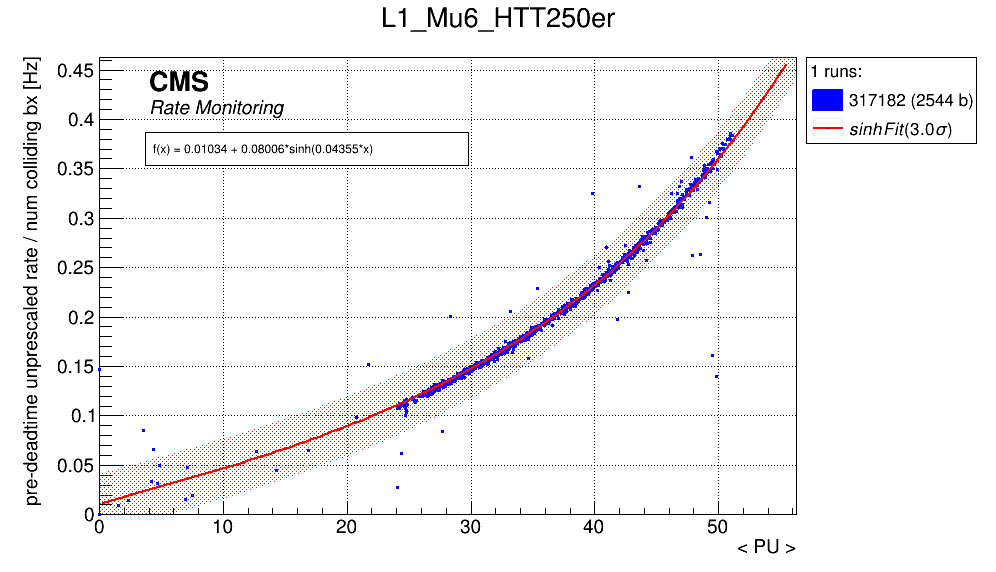 L1_Mu6_HTT250er
pre-deadtime unprescaled rate / num colliding bx [Hz]
0.45
0.4
0.35
0.3
0.25
0.2
0.15
0.1
0.05
0
CMS
Rate Monitoring
f(x) = 0.01034 + 0.08006*sinh(0.04355*x)
0 10 20 30 40 50
< PU >
1 runs:
317182 (2544 b)
sinhFit(3.0σ)